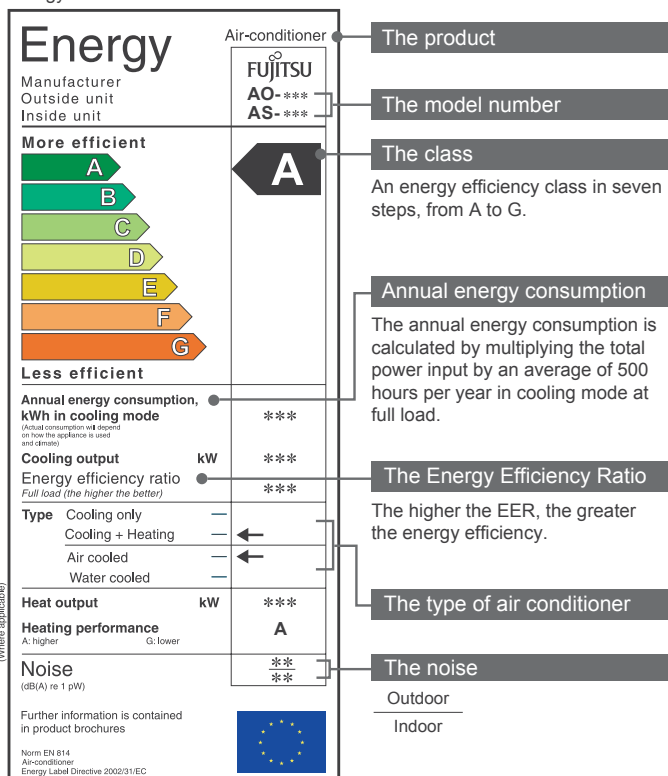 Energy
Air-conditioner
Manufacturer
Outside unit
Inside unit
FUJITSU
AO-***
AS-***
More efficient
A
B
C
D
E
F
G
Less efficient
A
Annual energy consumption,
kWh in cooling mode
***
(Actual consumption will depend
on how the appliance is used
and climate)
Cooling output kW ***
Energy efficiency ratio
Full load (the higher the better)
***
Type Cooling only —
Cooling + Heating —
Air cooled —
Water cooled —
Heat output kW ***
Heating performance
A: higher G: lower
A
Noise
(dB(A) re 1 pW)
**
**
Further information is contained
in product brochures
Norm EN 814
Air-conditioner
Energy Label Directive 2002/31/EC
(Where applicable)
The product
The model number
The class
An energy efficiency class in seven
steps, from A to G.
Annual energy consumption
The annual energy consumption is
calculated by multiplying the total
power input by an average of 500
hours per year in cooling mode at
full load.
The Energy Efficiency Ratio
The higher the EER, the greater
the energy efficiency.
The type of air conditioner
The noise
Outdoor
Indoor